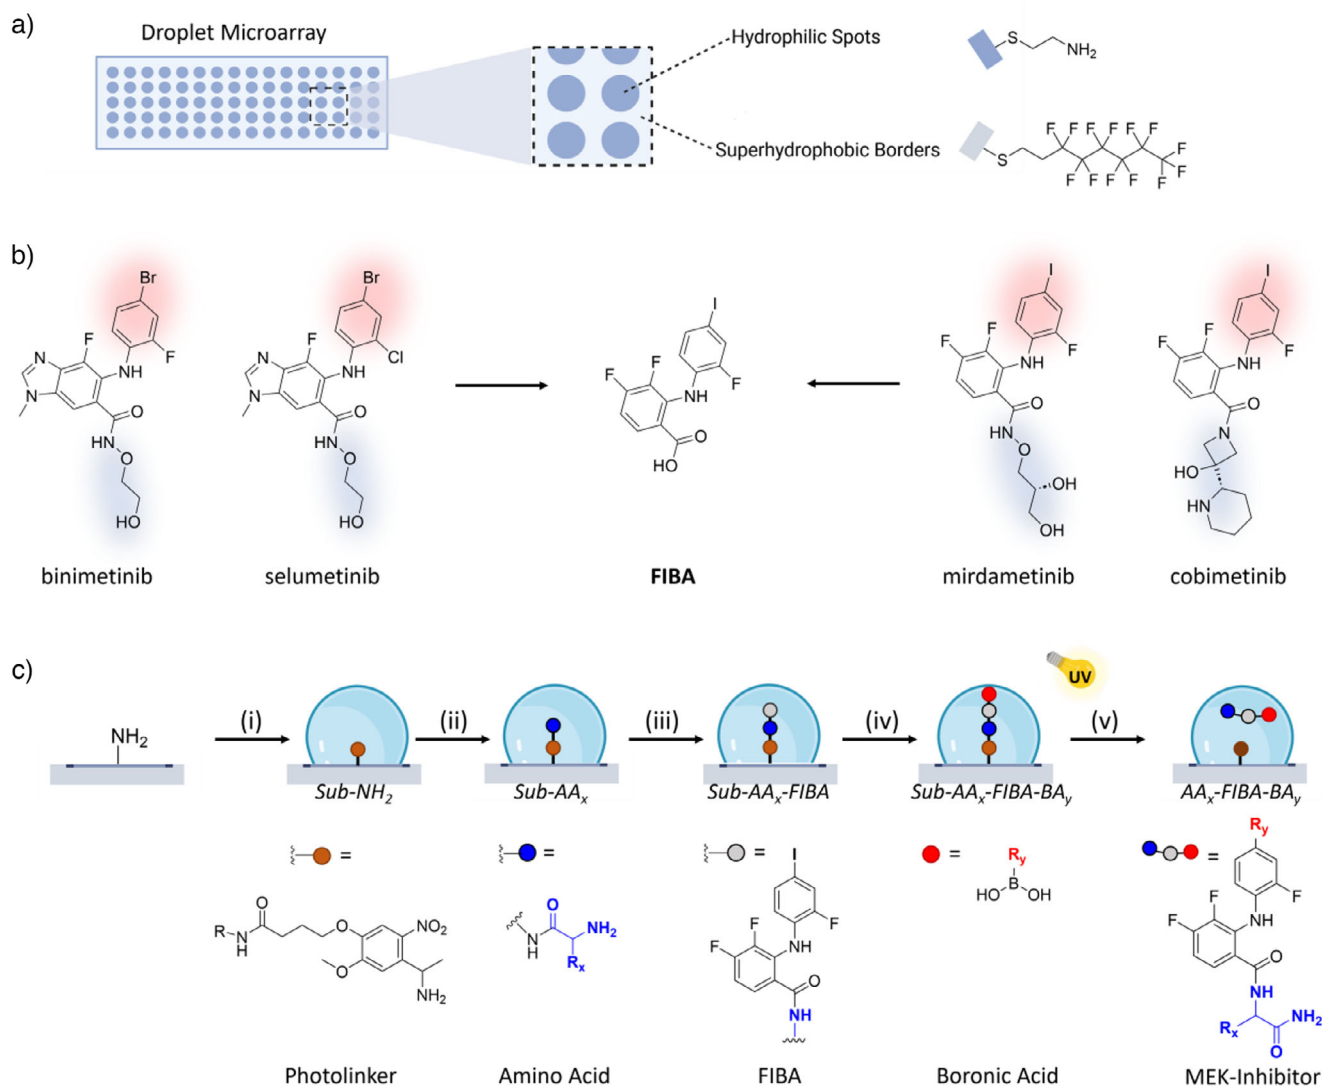 a)
Droplet Microarray
Hydrophilic Spots
Superhydrophobic Borders
S
NH2
S
F F F F F F
F
F
F F F F F
b)
Br
F
F
N
N
NH
O
HN
O
HO
binimetinib
Br
F
Cl
N
N
NH
O
HN
O
HO
selumetinib
I
F
F
F
NH
O
HO
FIBA
I
F
F
F
NH
O
HN
O
OH
OH
mirdametinib
I
F
F
F
NH
O
N
HO
HN
cobimetinib
c)
UV
NH2
(i)
(ii)
(iii)
(iv)
(v)
Sub-NH2
Sub-AAx
Sub-AAx-FIBA
Sub-AAx-FIBA-BAy
AAx-FIBA-BAy
=
=
=
=
=
R
N
H
O
O
NO2
O
NH2
Photolinker
N
H
O
NH2
Rx
Amino Acid
I
F
F
F
NH
O
NH
FIBA
Ry
B
HO OH
Boronic Acid
Ry
F
F
F
NH
O
NH
Rx
NH2
O
MEK-Inhibitor